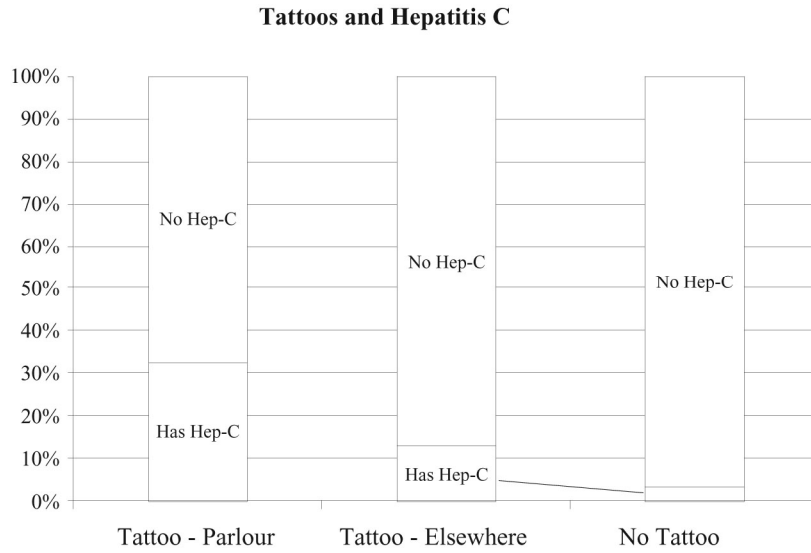 Tattoos and Hepatitis C
100%
90%
80%
70%
60%
50%
40%
30%
20%
10%
0%
No Hep-C
Has Hep-C
No Hep-C
Has Hep-C
No Hep-C
Tattoo - Parlour
Tattoo - Elsewhere
No Tattoo